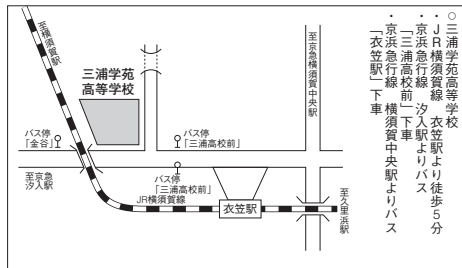 ○三浦学苑高等学校
・JR横須賀線　衣笠駅より徒歩5分
・京浜急行線　汐入駅よりバス
「三浦高校前」下車
・京浜急行線　横須賀中央駅よりバス
「衣笠駅」下車
至横須賀駅
三浦学苑
高等学校
至京急横須賀中央駅
バス停
「金谷」
バス停
「三浦高校前」
至京急
汐入駅
バス停
「三浦高校前」
JR横須賀線
衣笠駅
至久里浜駅